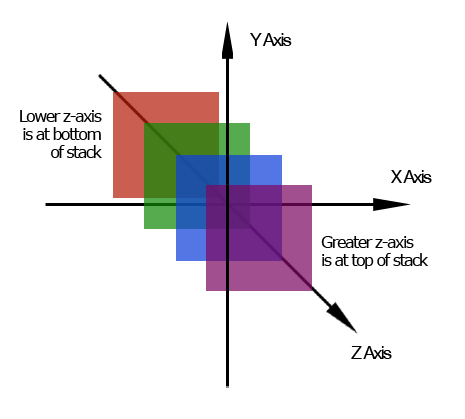 Y Axis
Lower z-axis
is at bottom
of stack
X Axis
Greater z-axis
is at top of stack
Z Axis